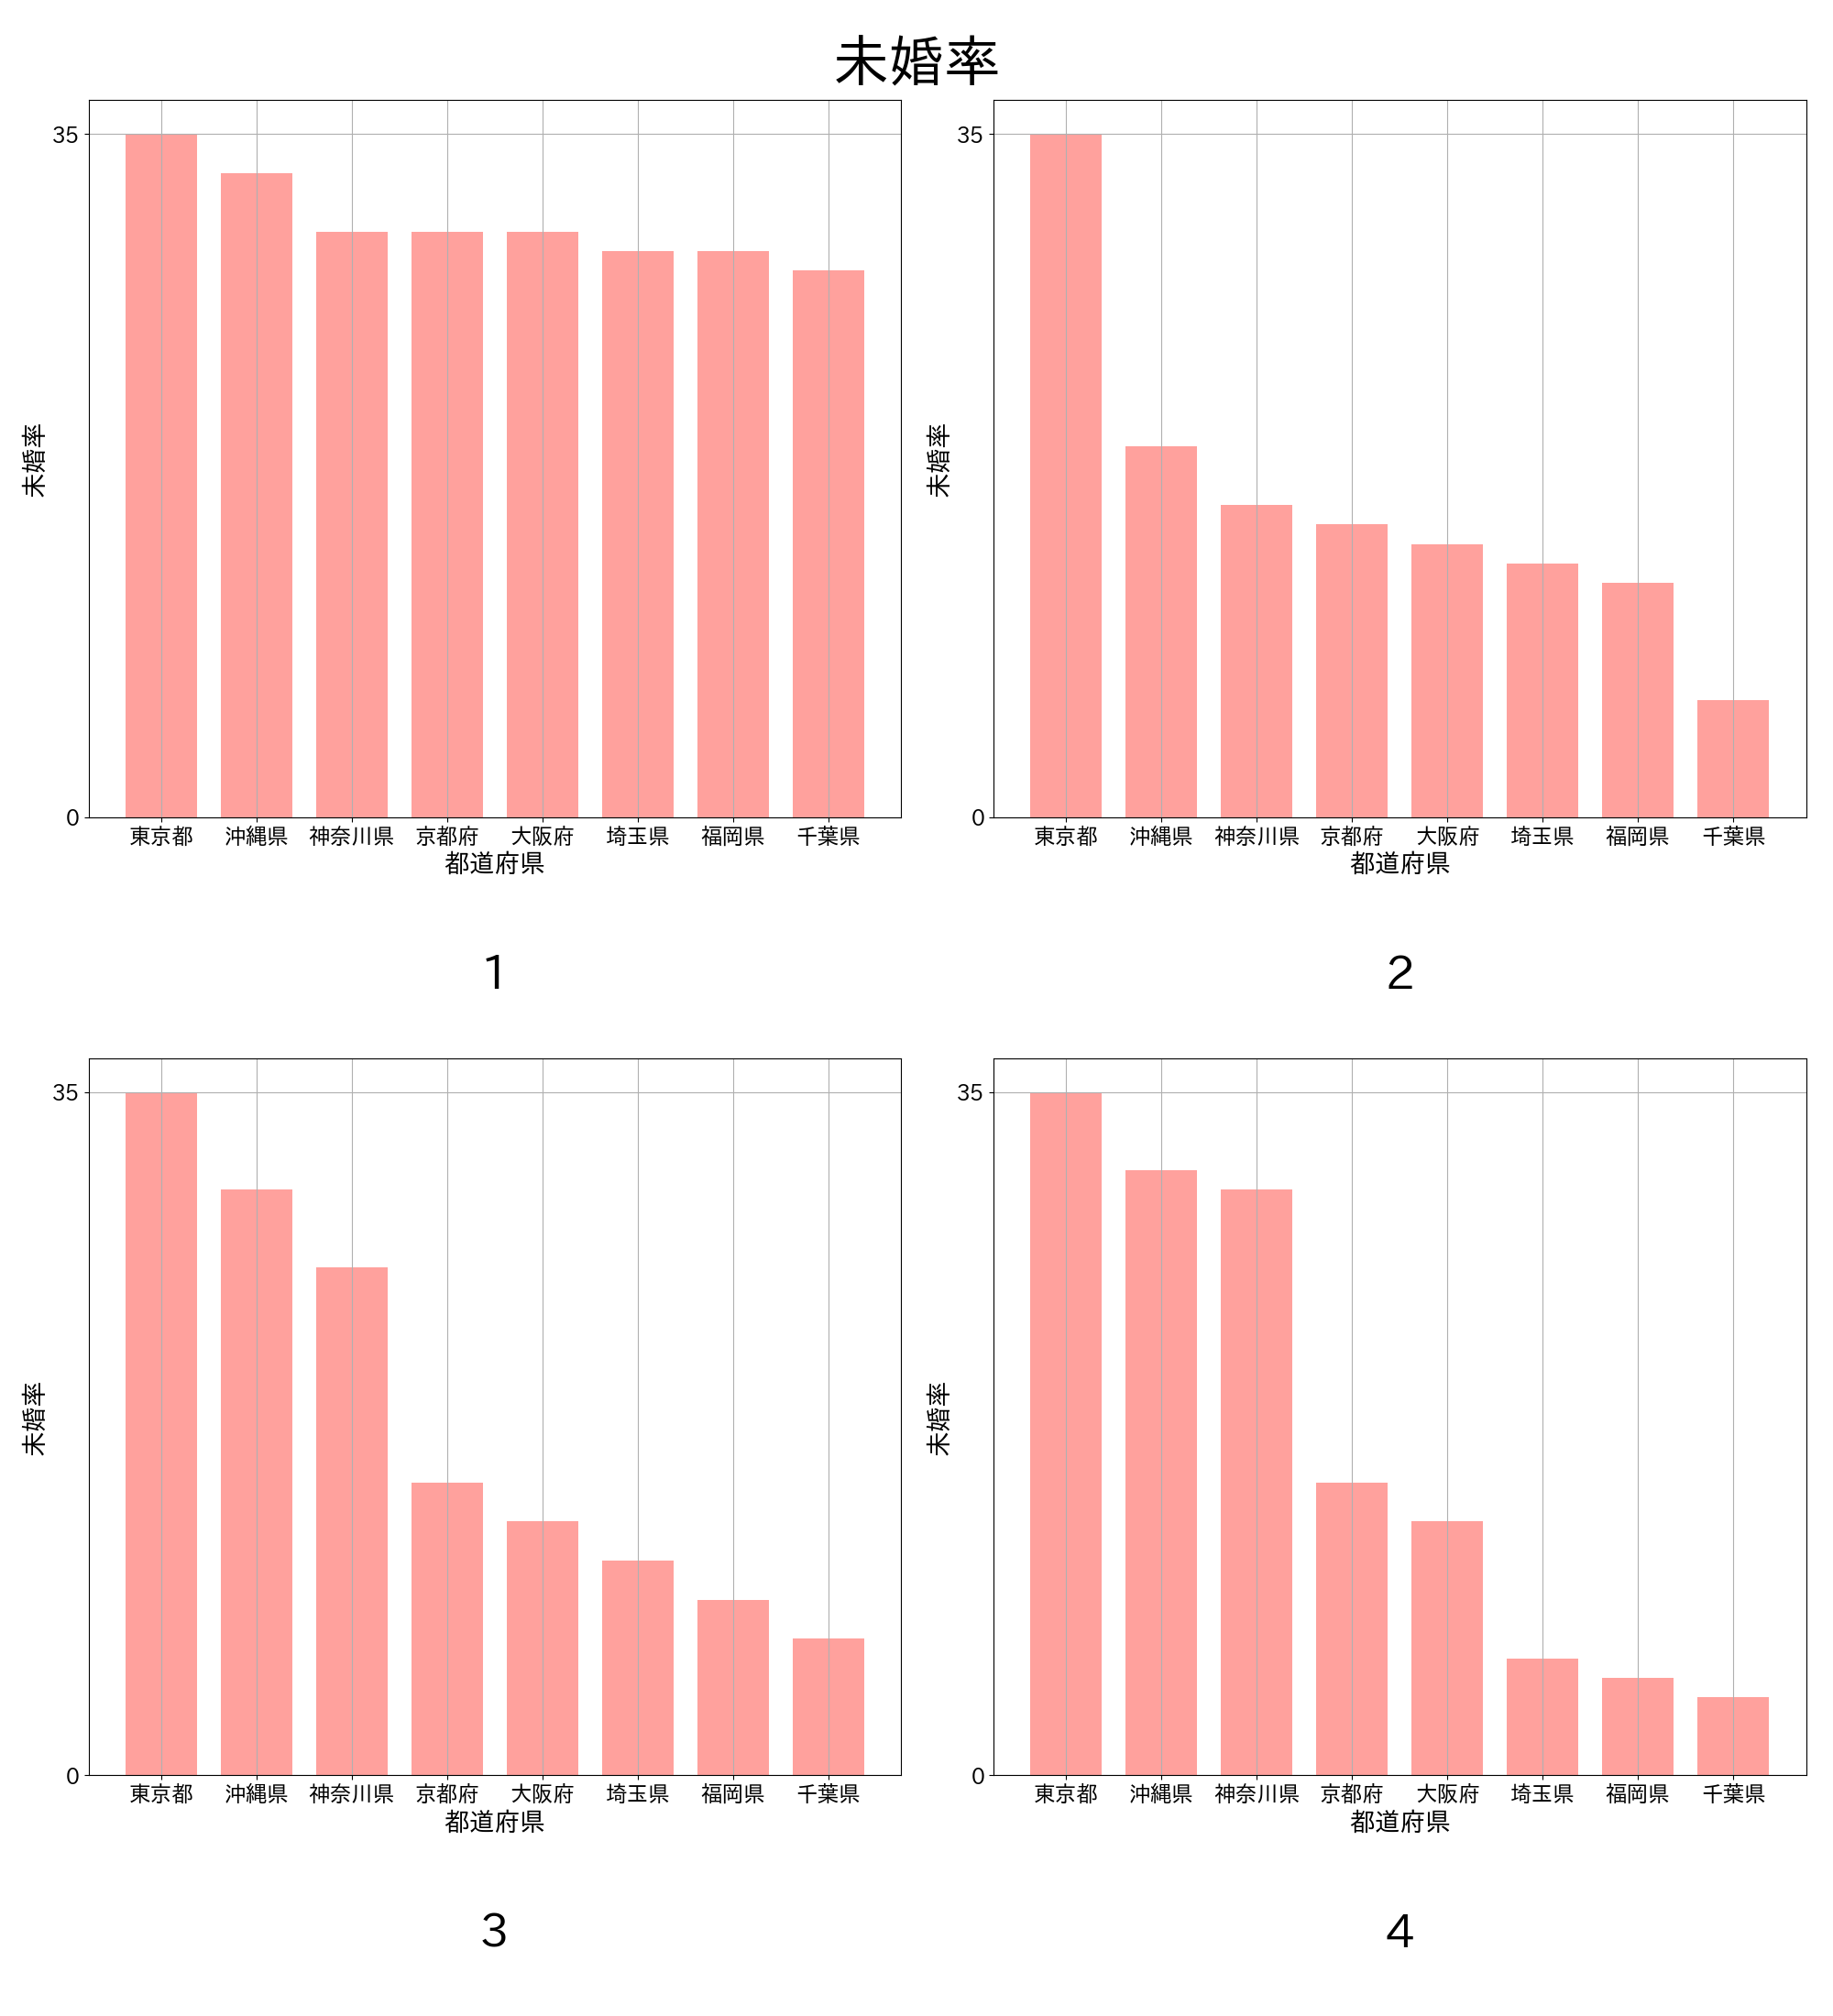 未婚率
35
0
未婚率
東京都 沖縄県 神奈川県 京都府 大阪府 埼玉県 福岡県 千葉県
都道府県
1
35
0
未婚率
東京都 沖縄県 神奈川県 京都府 大阪府 埼玉県 福岡県 千葉県
都道府県
2
35
0
未婚率
東京都 沖縄県 神奈川県 京都府 大阪府 埼玉県 福岡県 千葉県
都道府県
3
35
0
未婚率
東京都 沖縄県 神奈川県 京都府 大阪府 埼玉県 福岡県 千葉県
都道府県
4